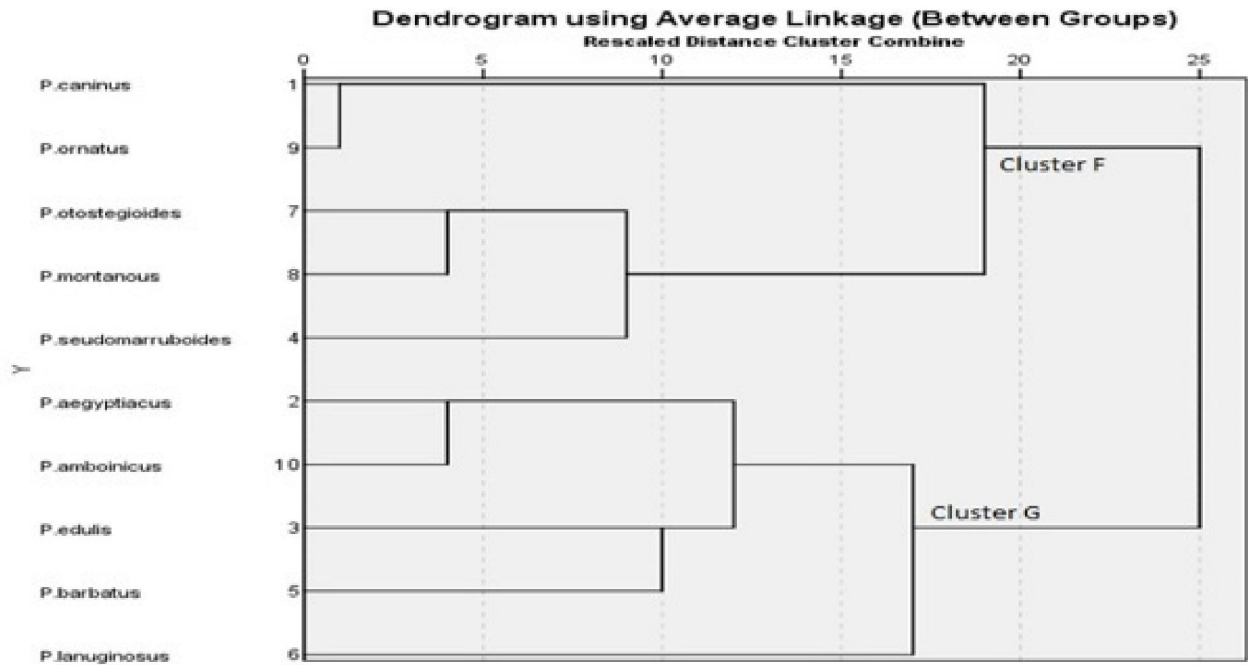 Dendrogram using Average Linkage (Between Groups)
Rescaled Distance Cluster Combine
0 5 10 15 20 25
P.caninus 1
P.ornatus 9
Cluster F
P.otostegioides 7
P.montanous 8
P.seudomarruboides 4
Y
P.aegyptiacus 2
P.amboinicus 10
Cluster G
P.edulis 3
P.barbatus 5
P.lanuginosus 6